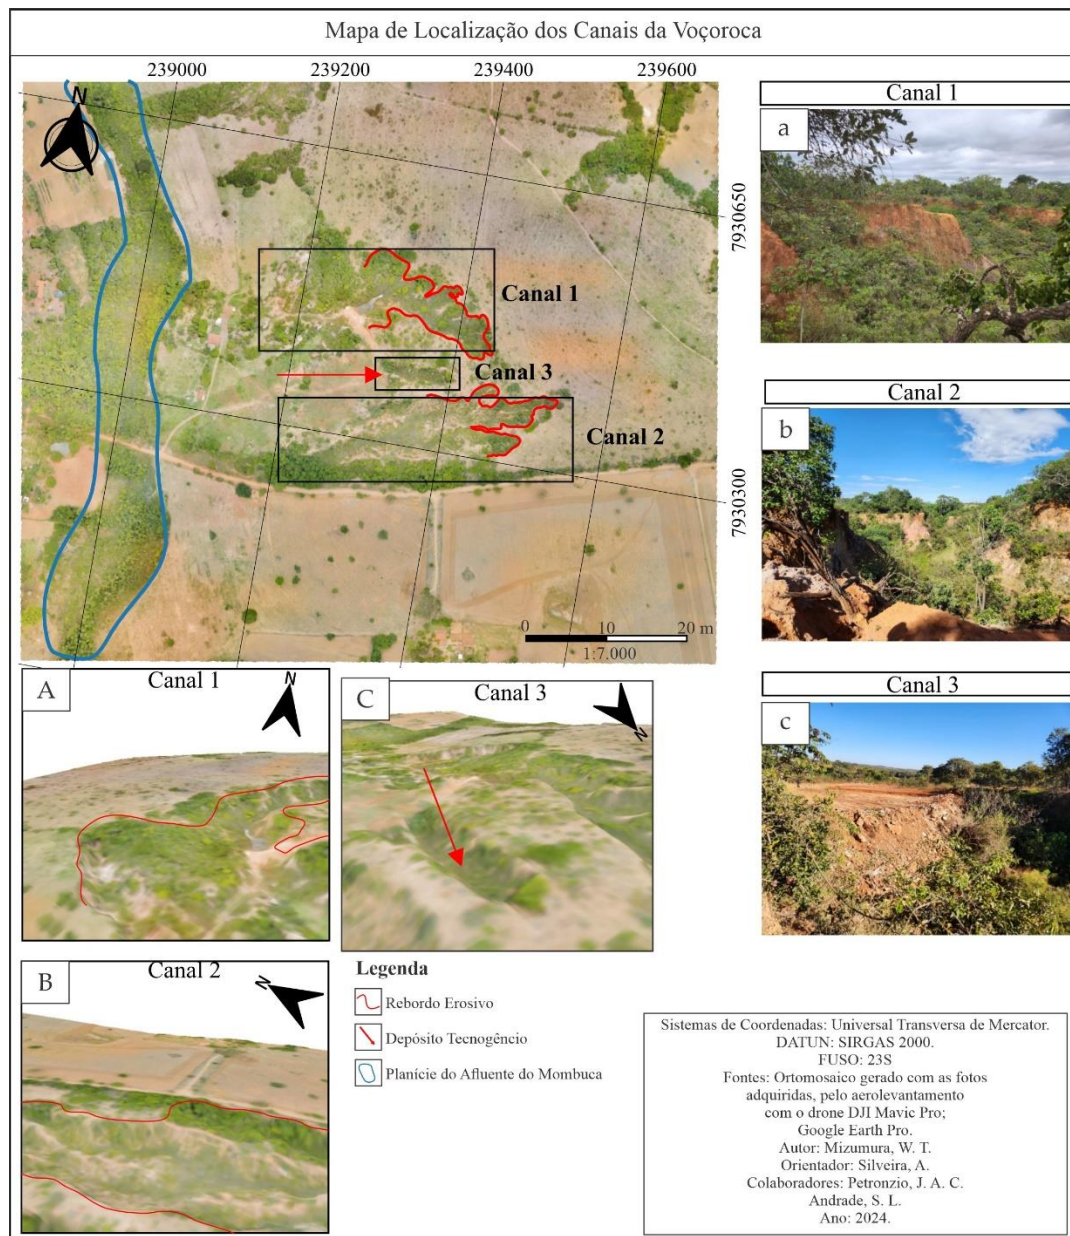 Mapa de Localização dos Canais da Voçoroca
239000 239200 239400 239600
N
7930650
7930300
Canal 1
Canal 3
Canal 2
0 10 20 m
1:7.000
Canal 1
a
Canal 2
b
Canal 3
c
A
Canal 1
N
C
Canal 3
N
B
Canal 2
N
Legenda
Rebordo Erosivo
Depósito Tecnogêncio
Planície do Afluente do Mombuca
Sistemas de Coordenadas: Universal Transversa de Mercator.
DATUN: SIRGAS 2000.
FUSO: 23S
Fontes: Ortomosaico gerado com as fotos
adquiridas, pelo aerolevantamento
com o drone DJI Mavic Pro;
Google Earth Pro.
Autor: Mizumura, W. T.
Orientador: Silveira, A.
Colaboradores: Petronzio, J. A. C.
Andrade, S. L.
Ano: 2024.